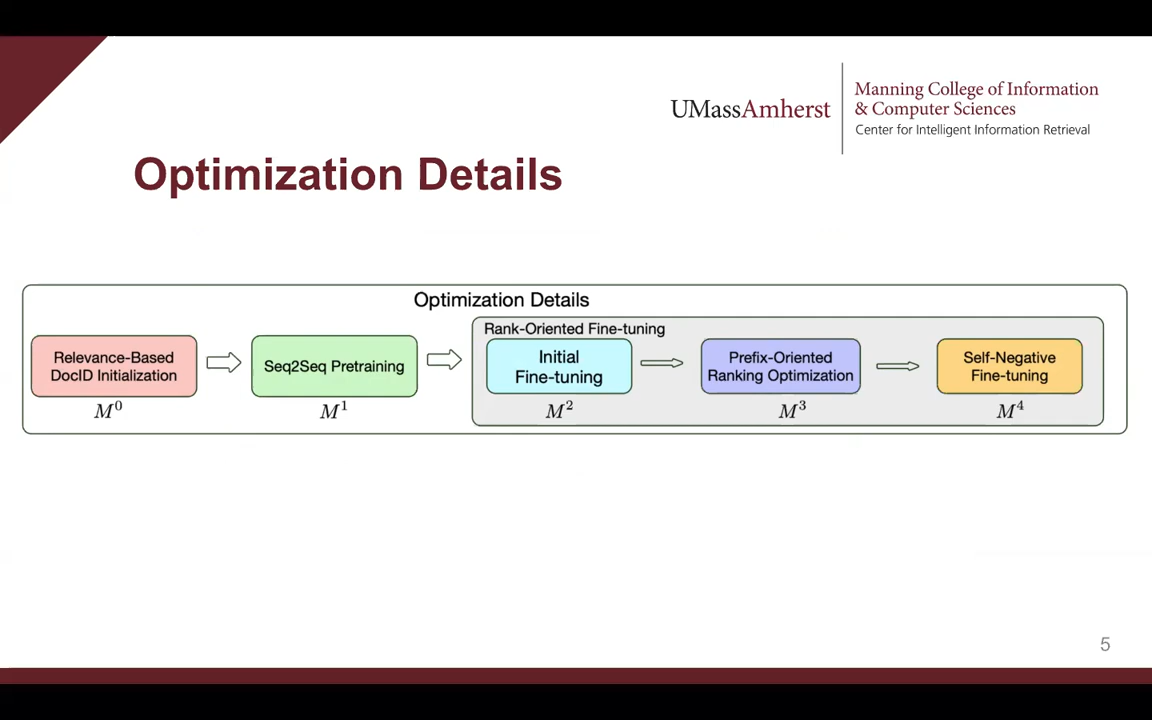 UMassAmherst
Manning College of Information
& Computer Sciences
Center for Intelligent Information Retrieval
Optimization Details
Optimization Details
Relevance-Based
DocID Initialization
M⁰
Seq2Seq Pretraining
M¹
Rank-Oriented Fine-tuning
Initial
Fine-tuning
M²
Prefix-Oriented
Ranking Optimization
M³
Self-Negative
Fine-tuning
M⁴
5